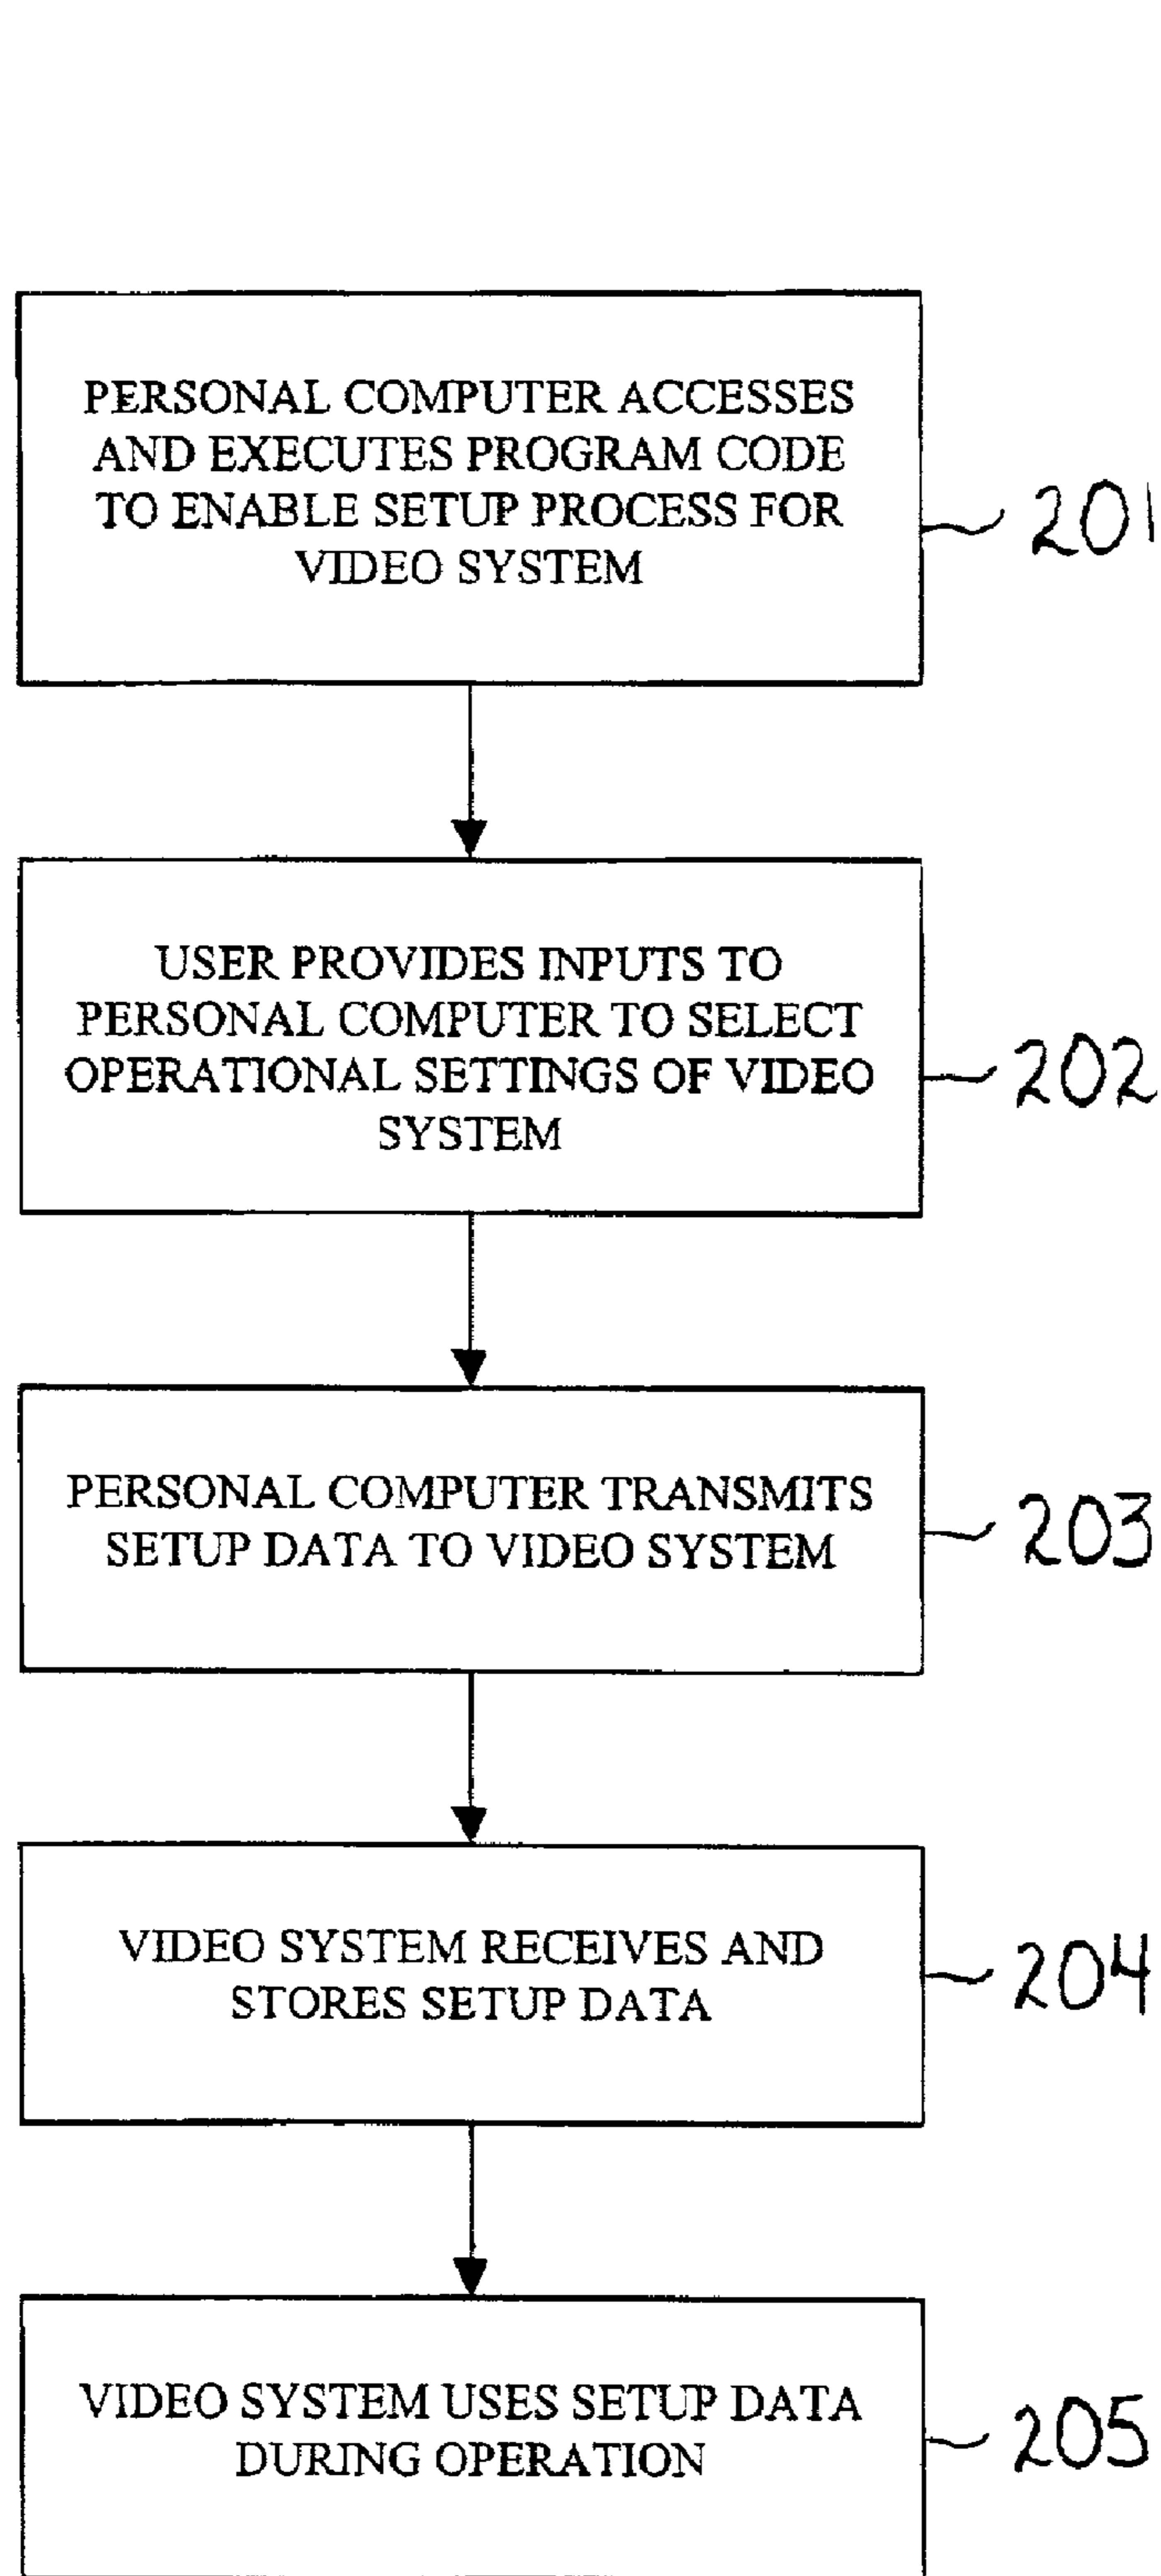 PERSONAL COMPUTER ACCESSES
AND EXECUTES PROGRAM CODE
TO ENABLE SETUP PROCESS FOR
VIDEO SYSTEM
201
USER PROVIDES INPUTS TO
PERSONAL COMPUTER TO SELECT
OPERATIONAL SETTINGS OF VIDEO
SYSTEM
202
PERSONAL COMPUTER TRANSMITS
SETUP DATA TO VIDEO SYSTEM
203
VIDEO SYSTEM RECEIVES AND
STORES SETUP DATA
204
VIDEO SYSTEM USES SETUP DATA
DURING OPERATION
205